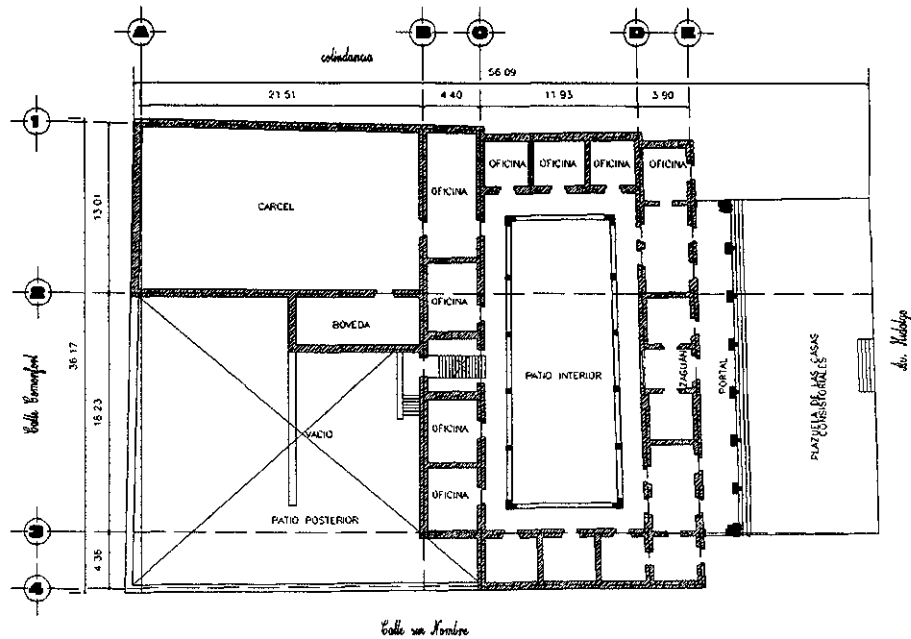 A B C D E
colindancia
56.09
21.51 4.40 11.93 3.90
1
2
3
4
13.01
36.17
18.23
4.36
Calle Comonfort
CARCEL
OFICINA
OFICINA
OFICINA
OFICINA
OFICINA
OFICINA
BOVEDA
OFICINA
PATIO INTERIOR
ZAGUAN
PORTAL
PLAZUELA DE LAS CASAS
CONSISTORIALES
Av. Hidalgo
VACIO
OFICINA
OFICINA
PATIO POSTERIOR
Calle sin Nombre